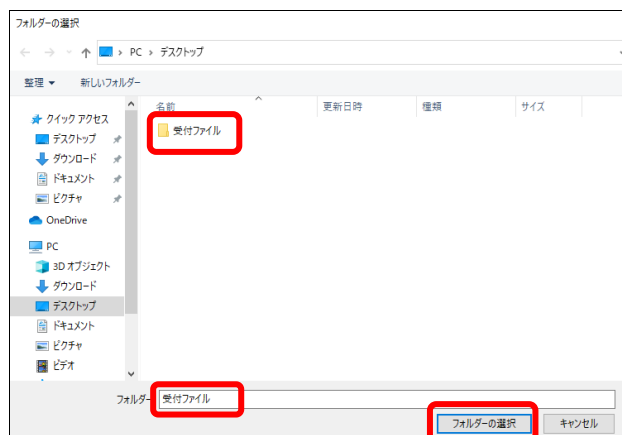 フォルダーの選択
PC › デスクトップ
整理 新しいフォルダー
名前 更新日時 種類 サイズ
クイック アクセス
受付ファイル
デスクトップ
ダウンロード
ドキュメント
ピクチャ
OneDrive
PC
3D オブジェクト
ダウンロード
デスクトップ
ドキュメント
ピクチャ
ビデオ
フォルダー 受付ファイル
フォルダーの選択 キャンセル